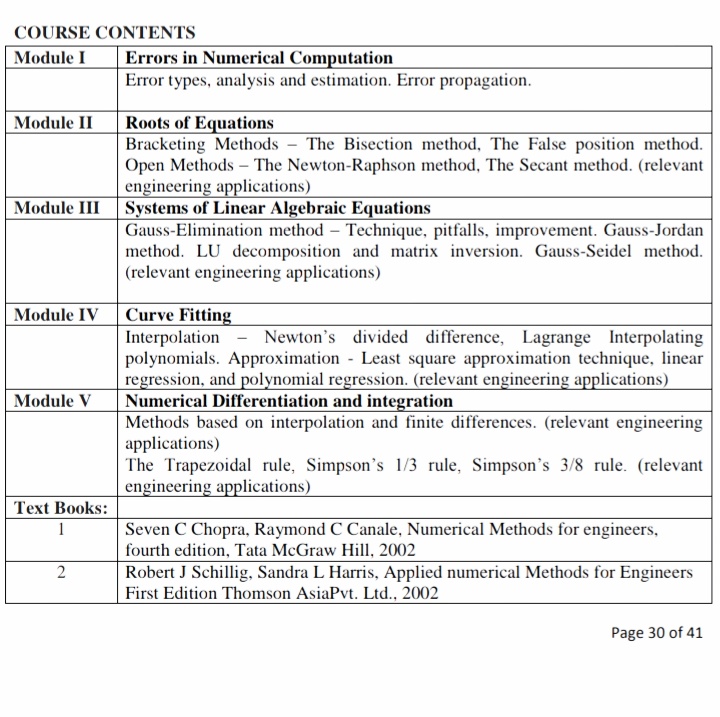 COURSE CONTENTS
Module I Errors in Numerical Computation
Error types, analysis and estimation. Error propagation.
Module II Roots of Equations
Bracketing Methods – The Bisection method, The False position method.
Open Methods – The Newton-Raphson method, The Secant method. (relevant
engineering applications)
Module III Systems of Linear Algebraic Equations
Gauss-Elimination method – Technique, pitfalls, improvement. Gauss-Jordan
method. LU decomposition and matrix inversion. Gauss-Seidel method.
(relevant engineering applications)
Module IV Curve Fitting
Interpolation – Newton's divided difference, Lagrange Interpolating
polynomials. Approximation - Least square approximation technique, linear
regression, and polynomial regression. (relevant engineering applications)
Module V Numerical Differentiation and integration
Methods based on interpolation and finite differences. (relevant engineering
applications)
The Trapezoidal rule, Simpson's 1/3 rule, Simpson's 3/8 rule. (relevant
engineering applications)
Text Books:
1 Seven C Chopra, Raymond C Canale, Numerical Methods for engineers,
fourth edition, Tata McGraw Hill, 2002
2 Robert J Schillig, Sandra L Harris, Applied numerical Methods for Engineers
First Edition Thomson AsiaPvt. Ltd., 2002
Page 30 of 41